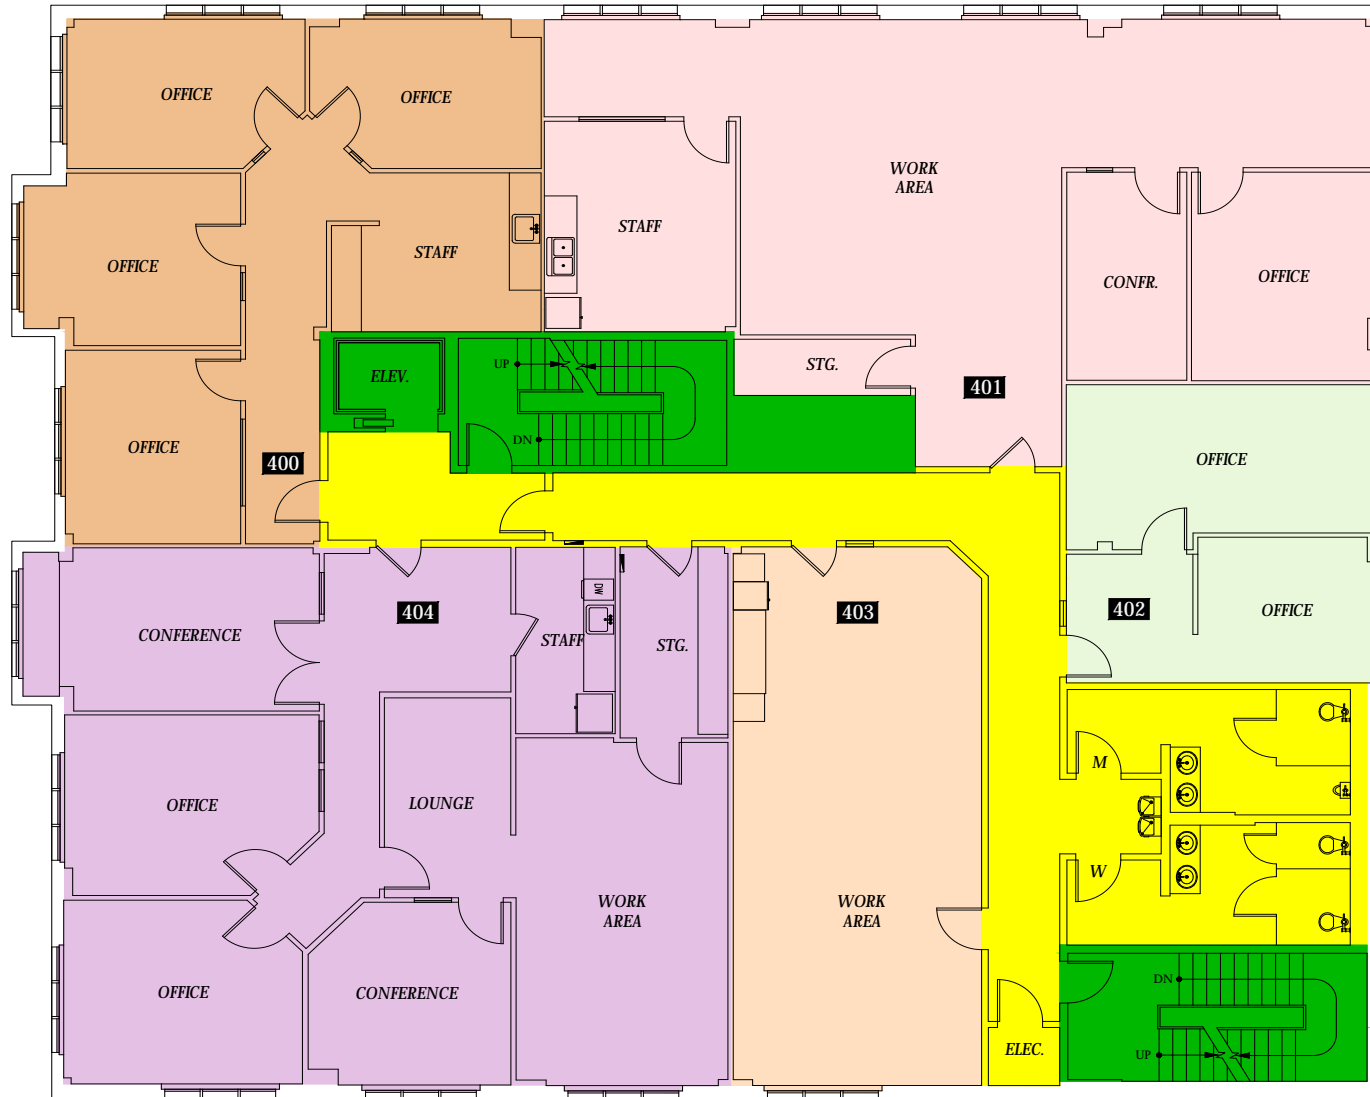 OFFICE
OFFICE
WORK
AREA
STAFF
STAFF
OFFICE
CONFR.
OFFICE
UP
ELEV.
STG.
401
DN
OFFICE
400
OFFICE
404
403
402
OFFICE
DW
CONFERENCE
STAFF
STG.
M
OFFICE
LOUNGE
W
WORK
AREA
WORK
AREA
OFFICE
CONFERENCE
DN
ELEC.
UP